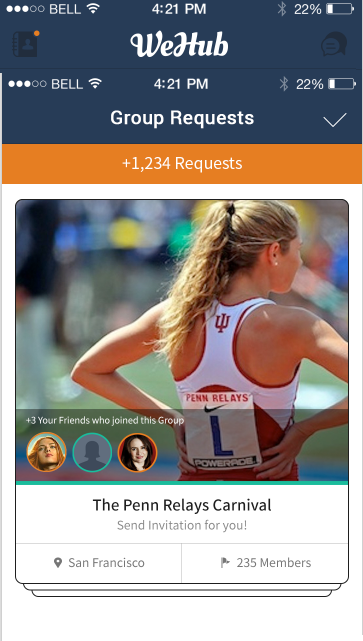 BELL 4:21 PM 22%
WeHub
BELL 4:21 PM 22%
Group Requests
+1,234 Requests
PENN RELAYS
L
POWERADE
+3 Your Friends who joined this Group
The Penn Relays Carnival
Send Invitation for you!
San Francisco 235 Members